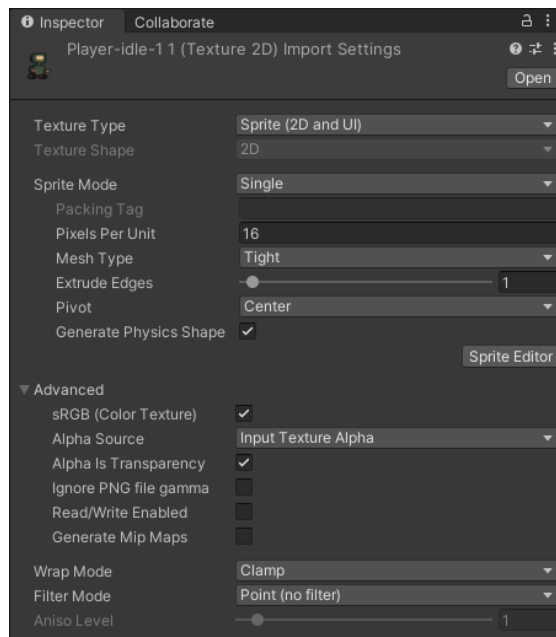 Inspector Collaborate
Player-idle-1 1 (Texture 2D) Import Settings
Open
Texture Type Sprite (2D and UI)
Texture Shape 2D
Sprite Mode Single
Packing Tag
Pixels Per Unit 16
Mesh Type Tight
Extrude Edges 1
Pivot Center
Generate Physics Shape
Sprite Editor
Advanced
sRGB (Color Texture)
Alpha Source Input Texture Alpha
Alpha Is Transparency
Ignore PNG file gamma
Read/Write Enabled
Generate Mip Maps
Wrap Mode Clamp
Filter Mode Point (no filter)
Aniso Level 1